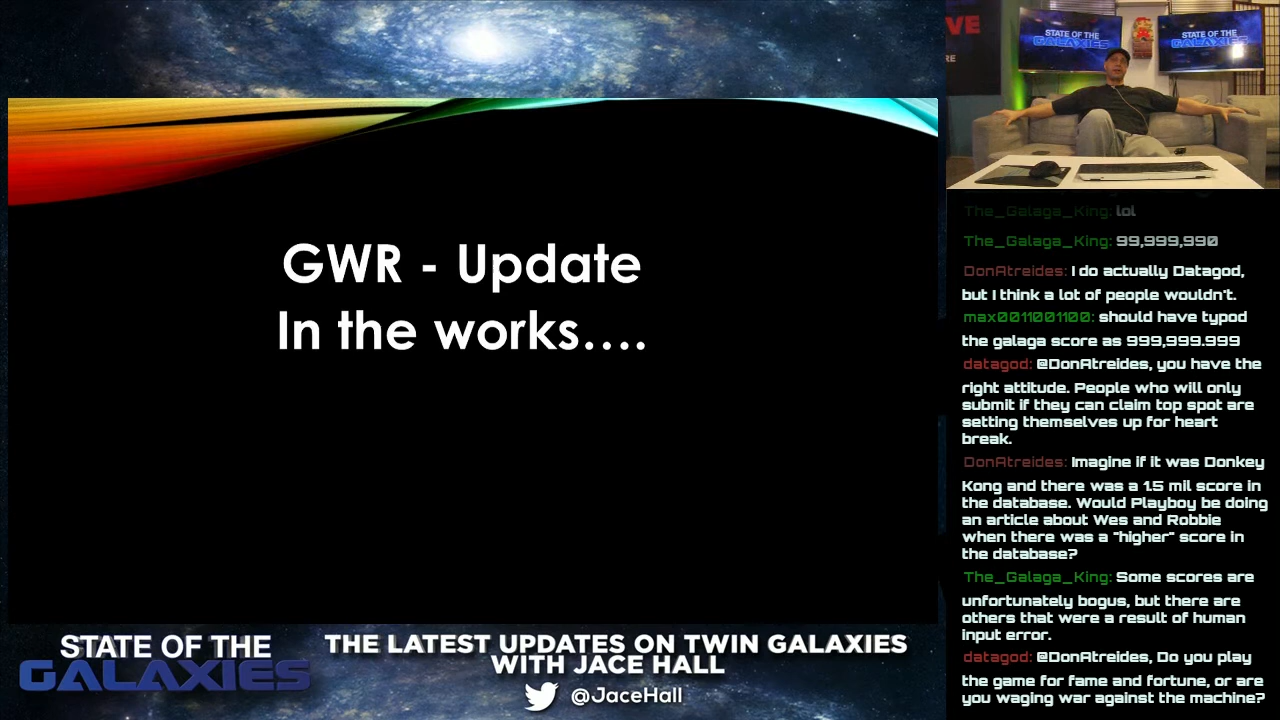 GWR - Update
In the works....
VE
RE
STATE OF THE
GALAXIES
STATE OF THE
GALAXIES
The_Galaga_King: lol
The_Galaga_King: 99,999,990
DonAtreides: I do actually Datagod,
but I think a lot of people wouldn't.
max0011001100: should have typod
the galaga score as 999,999.999
datagod: @DonAtreides, you have the
right attitude. People who will only
submit if they can claim top spot are
setting themselves up for heart
break.
DonAtreides: Imagine if it was Donkey
Kong and there was a 1.5 mil score in
the database. Would Playboy be doing
an article about Wes and Robbie
when there was a "higher" score in
the database?
The_Galaga_King: Some scores are
unfortunately bogus, but there are
others that were a result of human
input error.
datagod: @DonAtreides, Do you play
the game for fame and fortune, or are
you waging war against the machine?
STATE OF THE
GALAXIES
THE LATEST UPDATES ON TWIN GALAXIES
WITH JACE HALL
@JaceHall